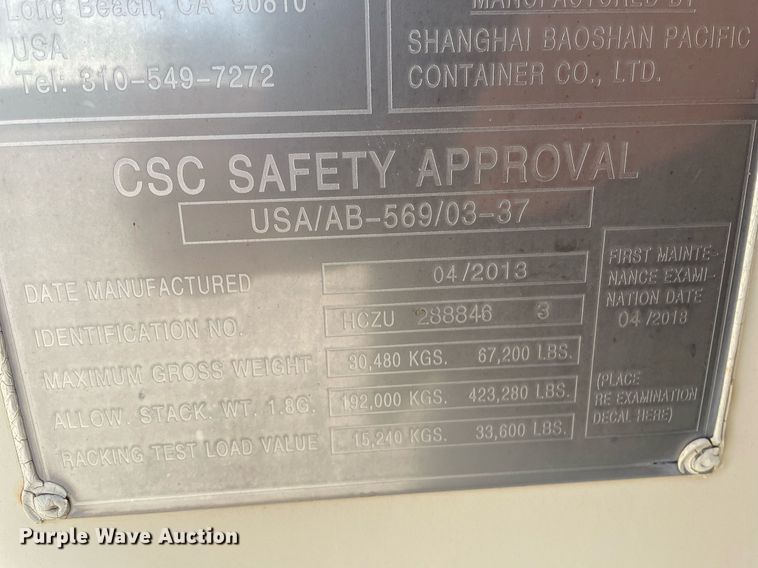 Long Beach, CA 90810
USA
Tel: 310-549-7272
MANUFACTURED BY
SHANGHAI BAOSHAN PACIFIC
CONTAINER CO., LTD.
CSC SAFETY APPROVAL
USA/AB-569/03-37
DATE MANUFACTURED 04/2013
IDENTIFICATION NO. HCZU 288846 3
MAXIMUM GROSS WEIGHT 30,480 KGS. 67,200 LBS.
ALLOW. STACK. WT. 1.8G. 192,000 KGS. 423,280 LBS.
RACKING TEST LOAD VALUE 15,240 KGS. 33,600 LBS.
FIRST MAINTE-
NANCE EXAMI-
NATION DATE
04/2018
(PLACE
RE EXAMINATION
DECAL HERE)
Purple Wave Auction